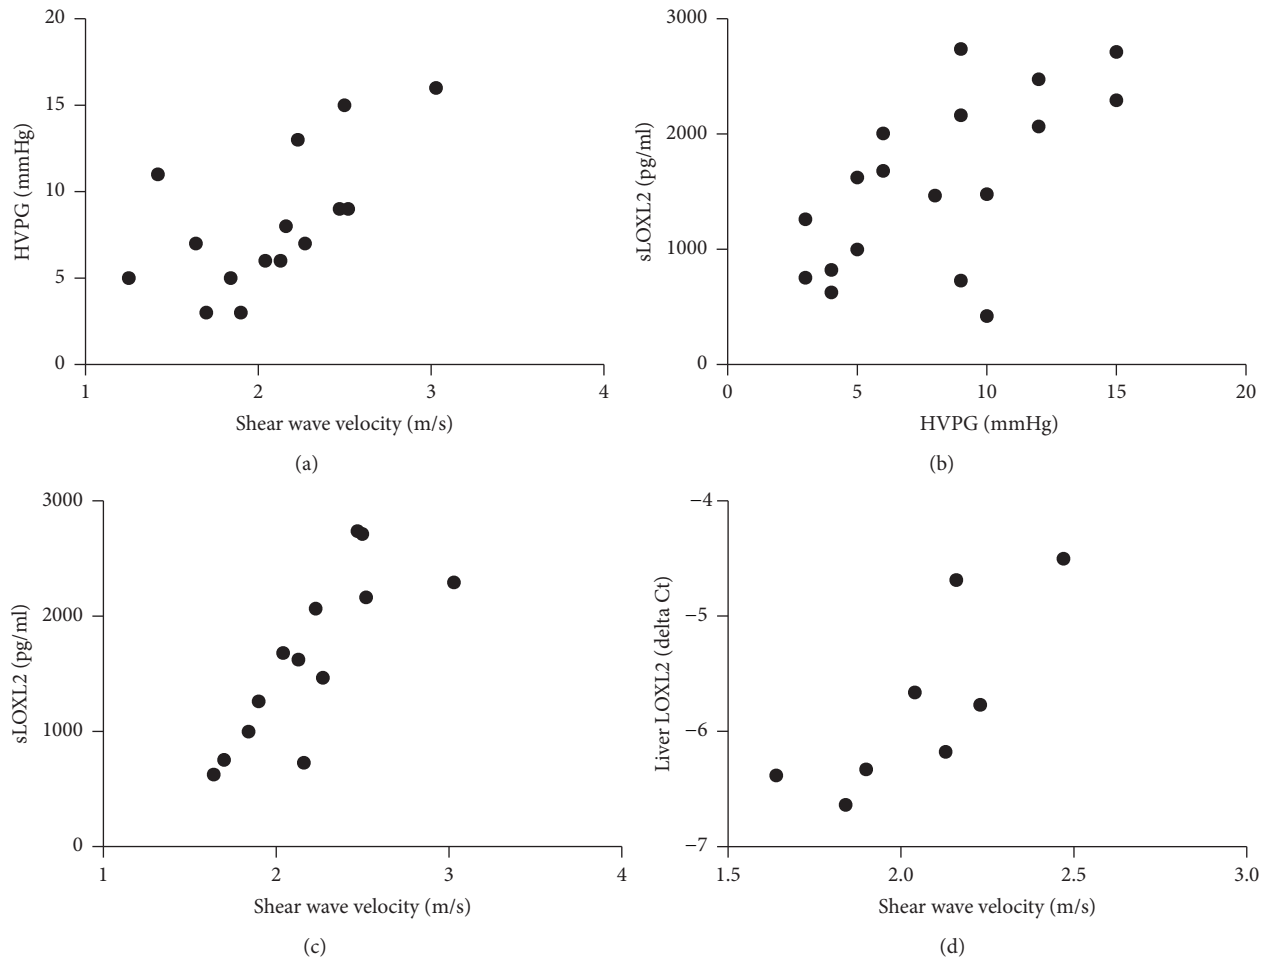 20
15
10
5
0
HVPG (mmHg)
1 2 3 4
Shear wave velocity (m/s)
(a)
3000
2000
1000
0
sLOXL2 (pg/ml)
0 5 10 15 20
HVPG (mmHg)
(b)
3000
2000
1000
0
sLOXL2 (pg/ml)
1 2 3 4
Shear wave velocity (m/s)
(c)
−4
−5
−6
−7
Liver LOXL2 (delta Ct)
1.5 2.0 2.5 3.0
Shear wave velocity (m/s)
(d)